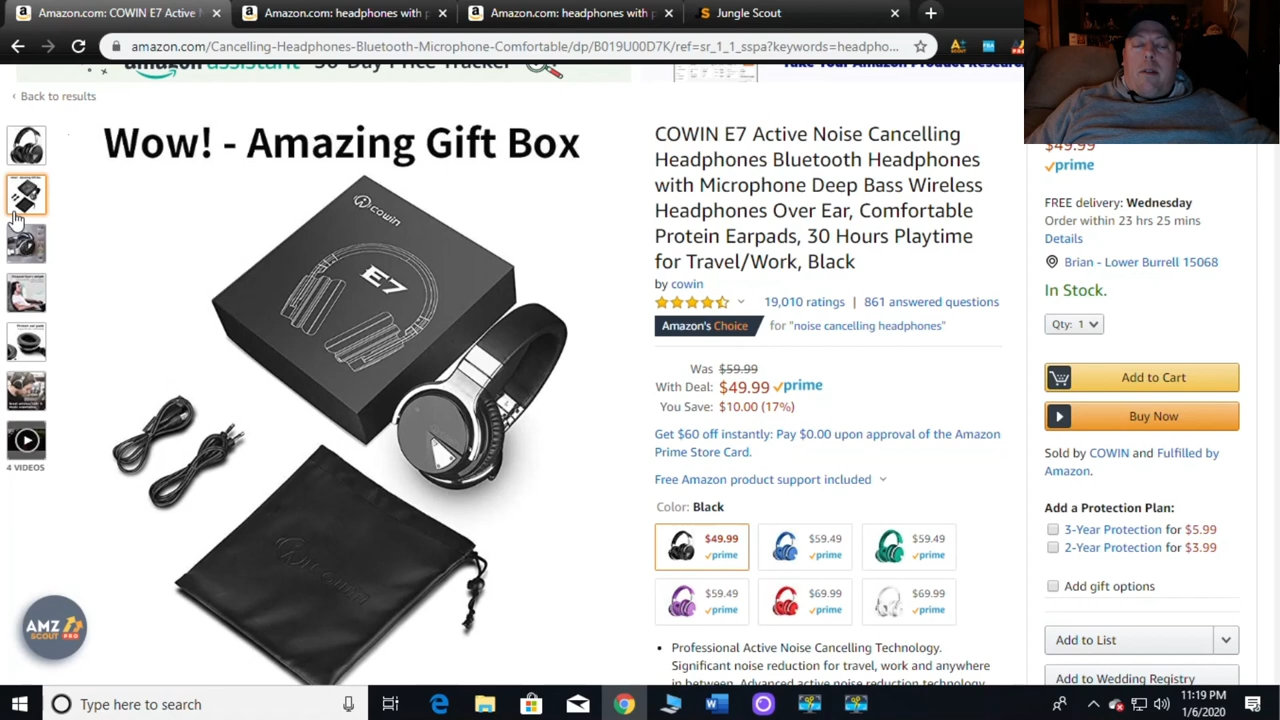 Amazon.com: COWIN E7 Active N
Amazon.com: headphones with p
Amazon.com: headphones with p
Jungle Scout
amazon.com/Cancelling-Headphones-Bluetooth-Microphone-Comfortable/dp/B019U00D7K/ref=sr_1_1_sspa?keywords=headpho...
‹ Back to results
Wow! - Amazing Gift Box
cowin
E7
4 VIDEOS
AMZ
SCOUT
PRO
COWIN E7 Active Noise Cancelling
Headphones Bluetooth Headphones
with Microphone Deep Bass Wireless
Headphones Over Ear, Comfortable
Protein Earpads, 30 Hours Playtime
for Travel/Work, Black
by cowin
19,010 ratings | 861 answered questions
Amazon's Choice for "noise cancelling headphones"
Was $59.99
With Deal: $49.99 prime
You Save: $10.00 (17%)
Get $60 off instantly: Pay $0.00 upon approval of the Amazon
Prime Store Card.
Free Amazon product support included
Color: Black
$49.99 prime
$59.49 prime
$59.49 prime
$59.49 prime
$69.99 prime
$69.99 prime
• Professional Active Noise Cancelling Technology.
Significant noise reduction for travel, work and anywhere
in between. Advanced active noise reduction technology
$49.99
prime
FREE delivery: Wednesday
Order within 23 hrs 25 mins
Details
Brian - Lower Burrell 15068
In Stock.
Qty: 1
Add to Cart
Buy Now
Sold by COWIN and Fulfilled by
Amazon.
Add a Protection Plan:
3-Year Protection for $5.99
2-Year Protection for $3.99
Add gift options
Add to List
Add to Wedding Registry
Type here to search
11:19 PM
1/6/2020